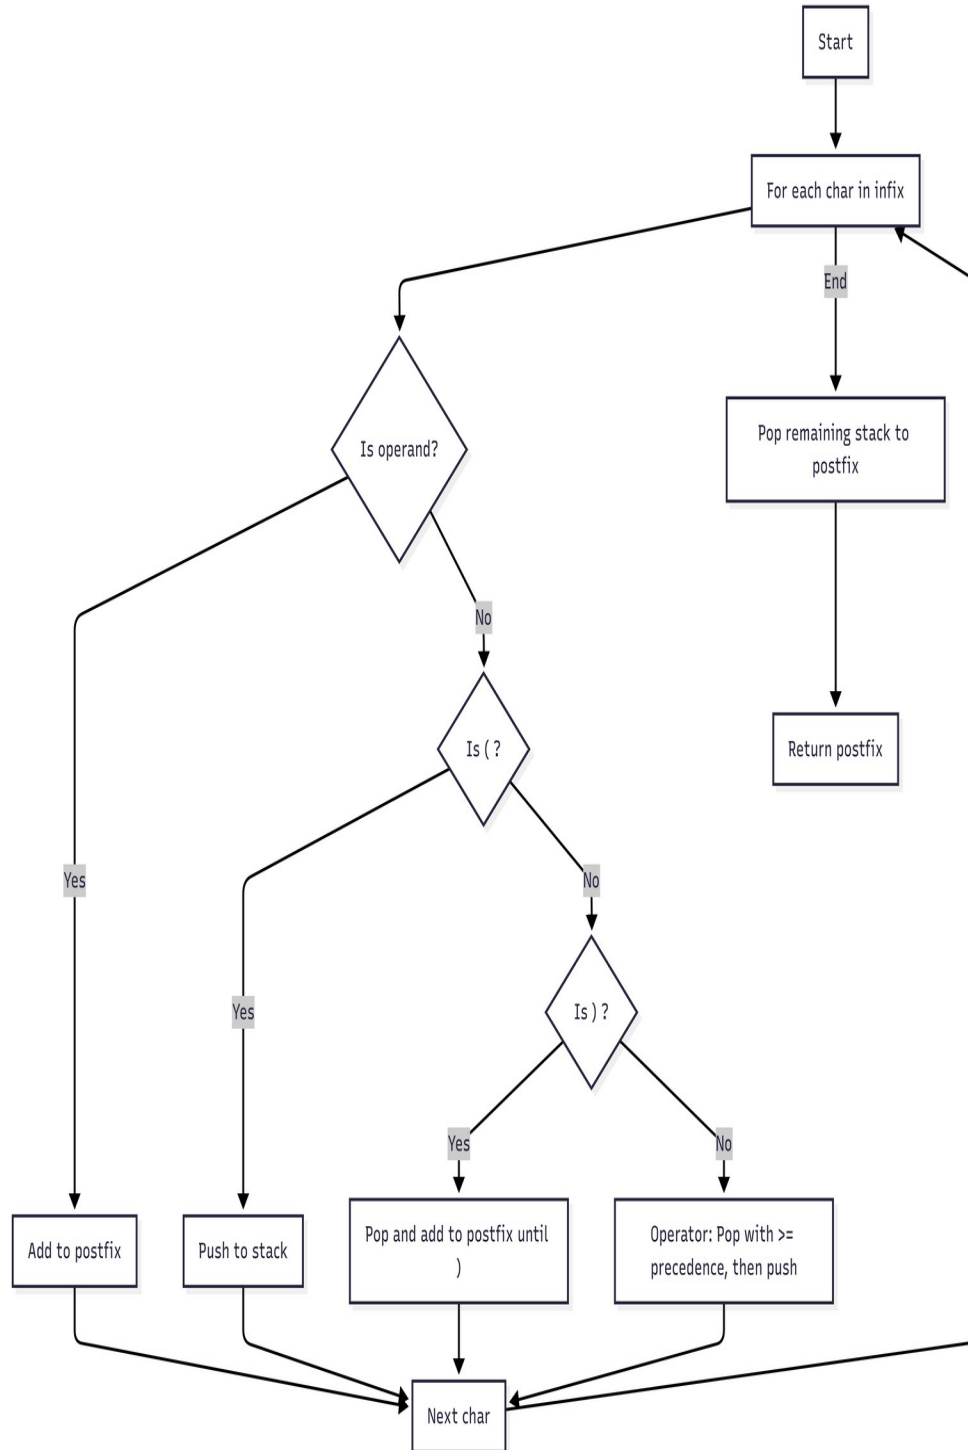 Start
For each char in infix
End
Pop remaining stack to
postfix
Is operand?
No
Is ( ?
Return postfix
Yes
No
Yes
Is ) ?
Yes
No
Add to postfix
Push to stack
Pop and add to postfix until
)
Operator: Pop with >=
precedence, then push
Next char